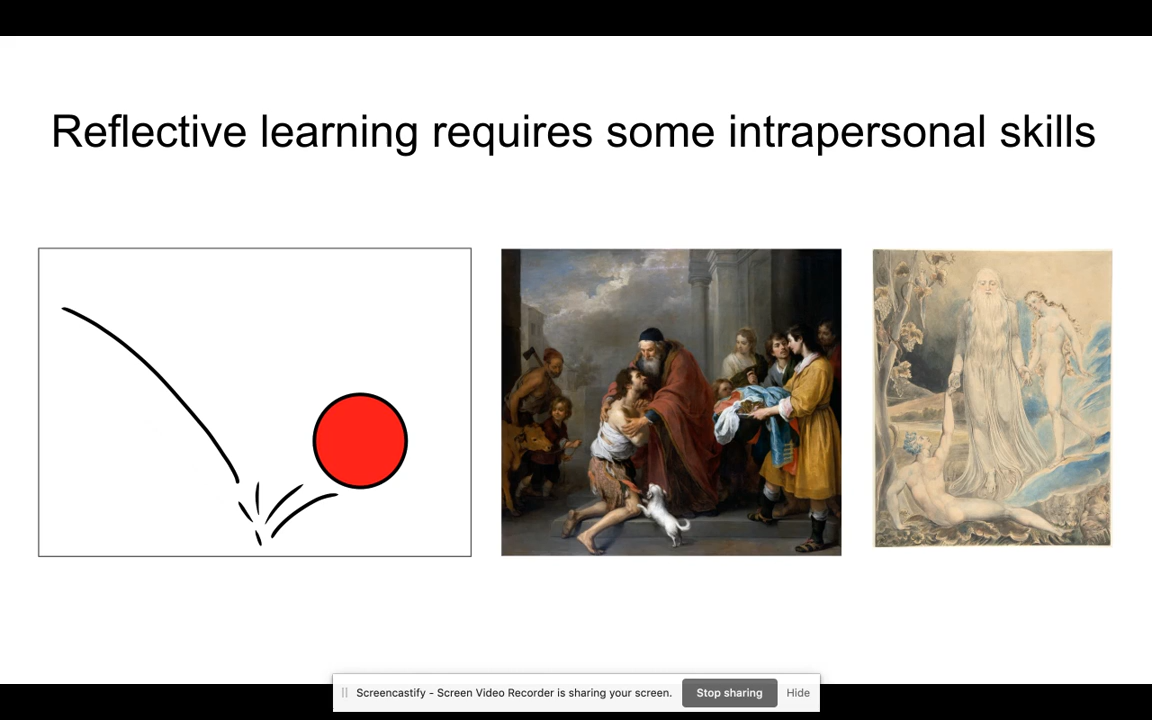 Reflective learning requires some intrapersonal skills
Screencastify - Screen Video Recorder is sharing your screen. Stop sharing Hide